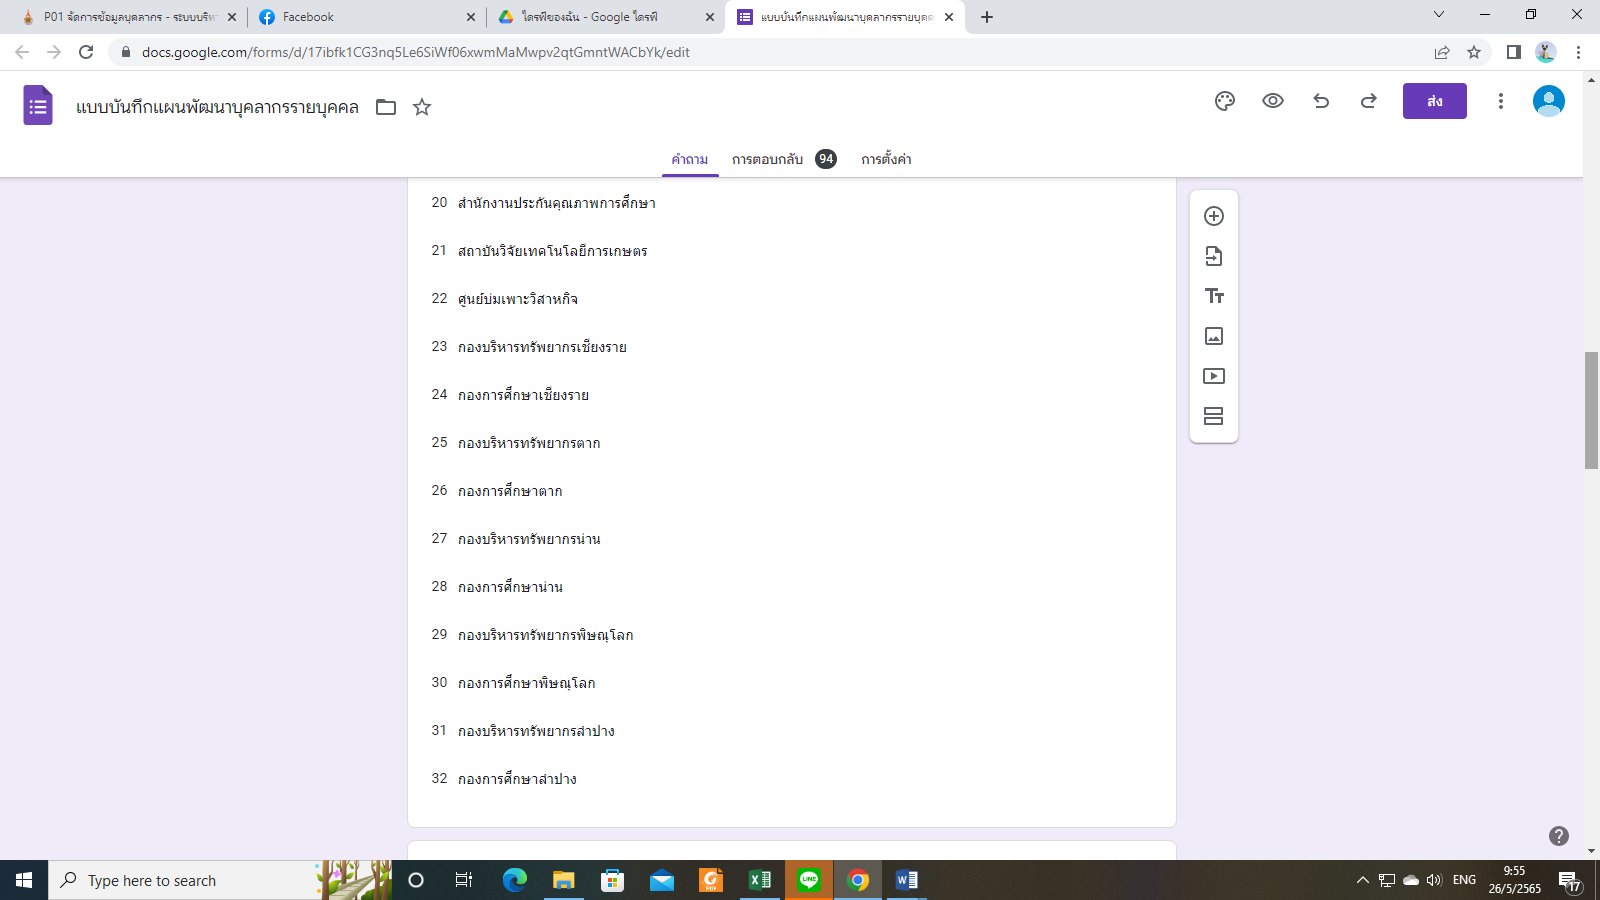 P01 จัดการข้อมูลบุคลากร - ระบบบริหา
Facebook
ไดรฟ์ของฉัน - Google ไดรฟ์
แบบบันทึกแผนพัฒนาบุคลากรรายบุคค
docs.google.com/forms/d/17ibfk1CG3nq5Le6SiWf06xwmMaMwpv2qtGmntWACbYk/edit
แบบบันทึกแผนพัฒนาบุคลากรรายบุคคล
ส่ง
คำถาม
การตอบกลับ 94
การตั้งค่า
20 สำนักงานประกันคุณภาพการศึกษา
21 สถาบันวิจัยเทคโนโลยีการเกษตร
22 ศูนย์บ่มเพาะวิสาหกิจ
23 กองบริหารทรัพยากรเชียงราย
24 กองการศึกษาเชียงราย
25 กองบริหารทรัพยากรตาก
26 กองการศึกษาตาก
27 กองบริหารทรัพยากรน่าน
28 กองการศึกษาน่าน
29 กองบริหารทรัพยากรพิษณุโลก
30 กองการศึกษาพิษณุโลก
31 กองบริหารทรัพยากรลำปาง
32 กองการศึกษาลำปาง
Type here to search
PDF
LINE
ENG
9:55
26/5/2565
17